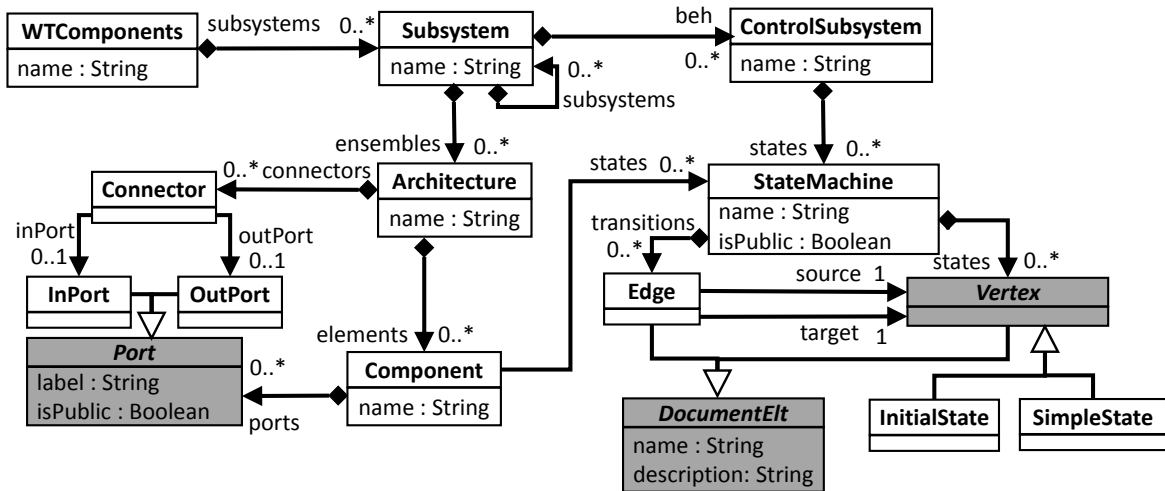 WTComponents
name : String
subsystems
0..*
Subsystem
name : String
0..*
subsystems
beh
0..*
ControlSubsystem
name : String
ensembles
0..*
states
0..*
0..*
connectors
Connector
Architecture
name : String
states
0..*
StateMachine
name : String
isPublic : Boolean
inPort
0..1
outPort
0..1
transitions
0..*
states
0..*
InPort
OutPort
Edge
source 1
target 1
Vertex
Port
label : String
isPublic : Boolean
0..*
ports
elements
0..*
Component
name : String
DocumentElt
name : String
description: String
InitialState
SimpleState